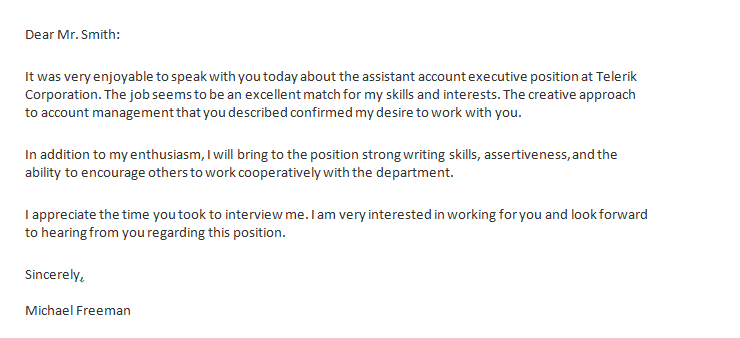 Dear Mr. Smith:
It was very enjoyable to speak with you today about the assistant account executive position at Telerik
Corporation. The job seems to be an excellent match for my skills and interests. The creative approach
to account management that you described confirmed my desire to work with you.
In addition to my enthusiasm, I will bring to the position strong writing skills, assertiveness, and the
ability to encourage others to work cooperatively with the department.
I appreciate the time you took to interview me. I am very interested in working for you and look forward
to hearing from you regarding this position.
Sincerely,
Michael Freeman